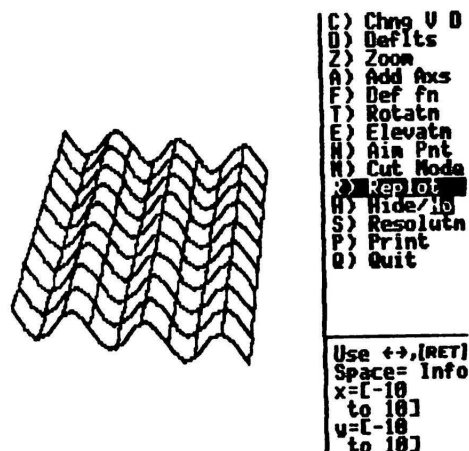 C) Chng V D
D) Deflts
Z) Zoom
A) Add Axs
F) Def fn
T) Rotatn
E) Elevatn
N) Aim Pnt
M) Cut Mode
R) Replot
H) Hide/No
S) Resolutn
P) Print
Q) Quit
Use ←→,[RET]
Space= Info
x=[-10
to 10]
y=[-10
to 10]